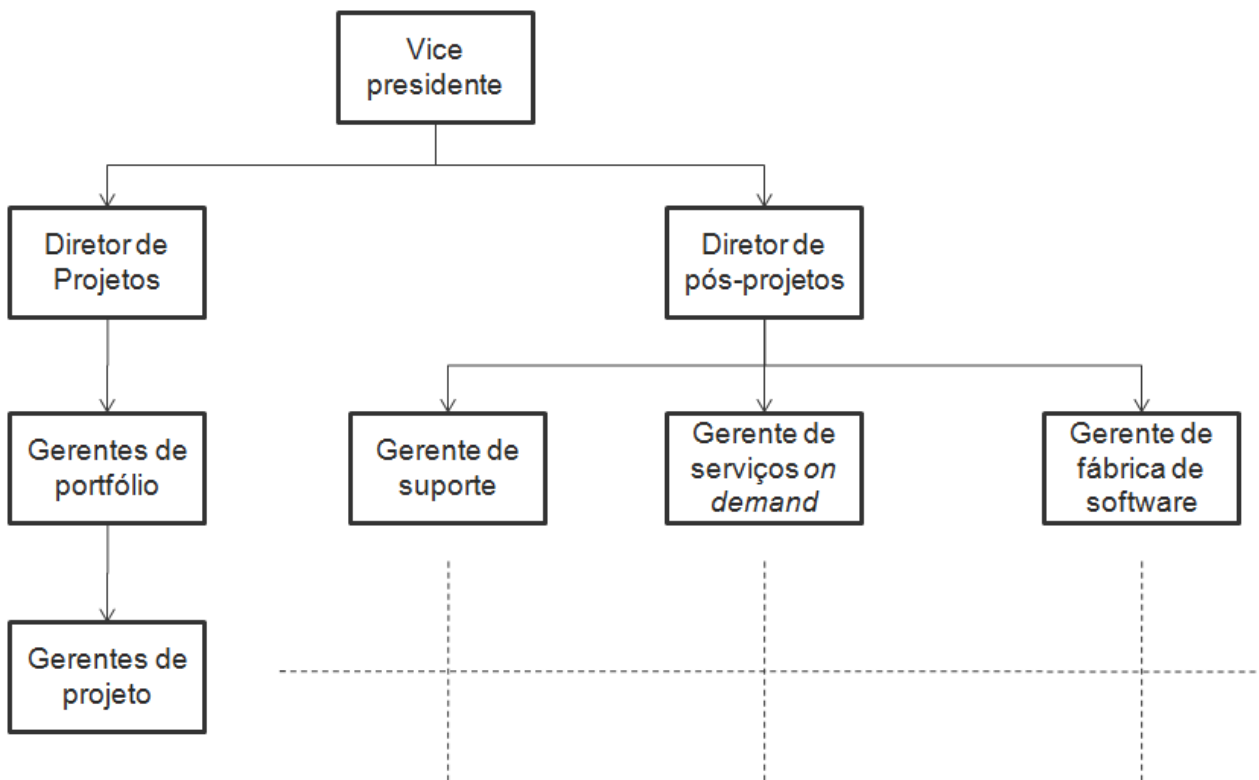 Vice
presidente
Diretor de
Projetos
Diretor de
pós-projetos
Gerentes de
portfólio
Gerente de
suporte
Gerente de
serviços on
demand
Gerente de
fábrica de
software
Gerentes de
projeto